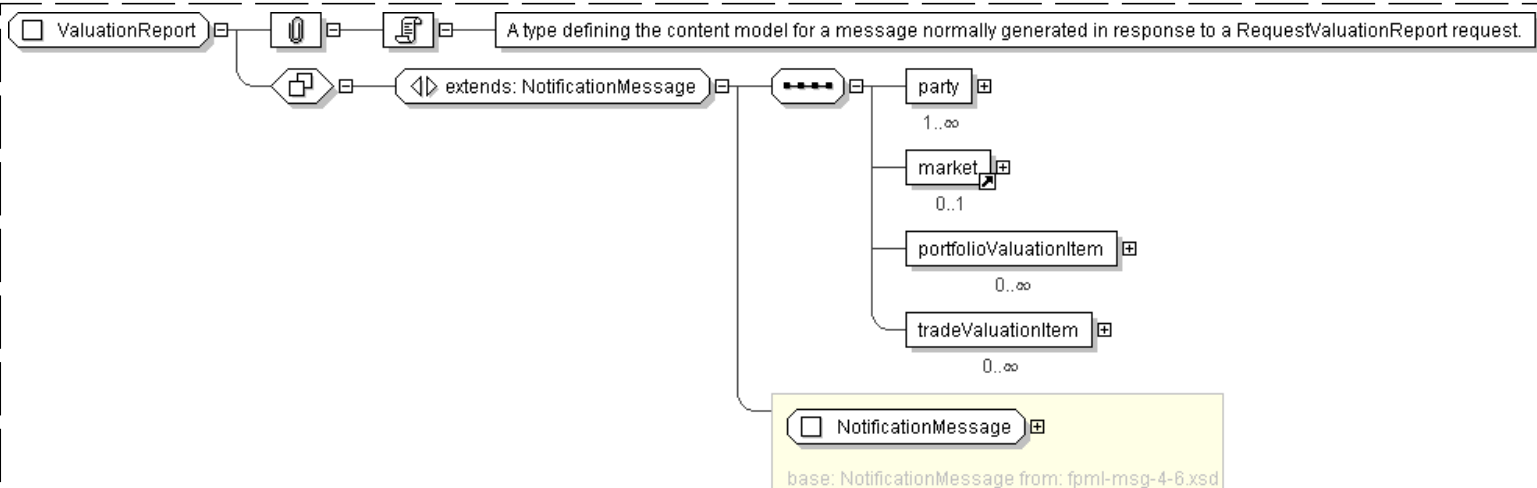 ValuationReport
A type defining the content model for a message normally generated in response to a RequestValuationReport request.
extends: NotificationMessage
party
1..∞
market
0..1
portfolioValuationItem
0..∞
tradeValuationItem
0..∞
NotificationMessage
base: NotificationMessage from: fpml-msg-4-6.xsd